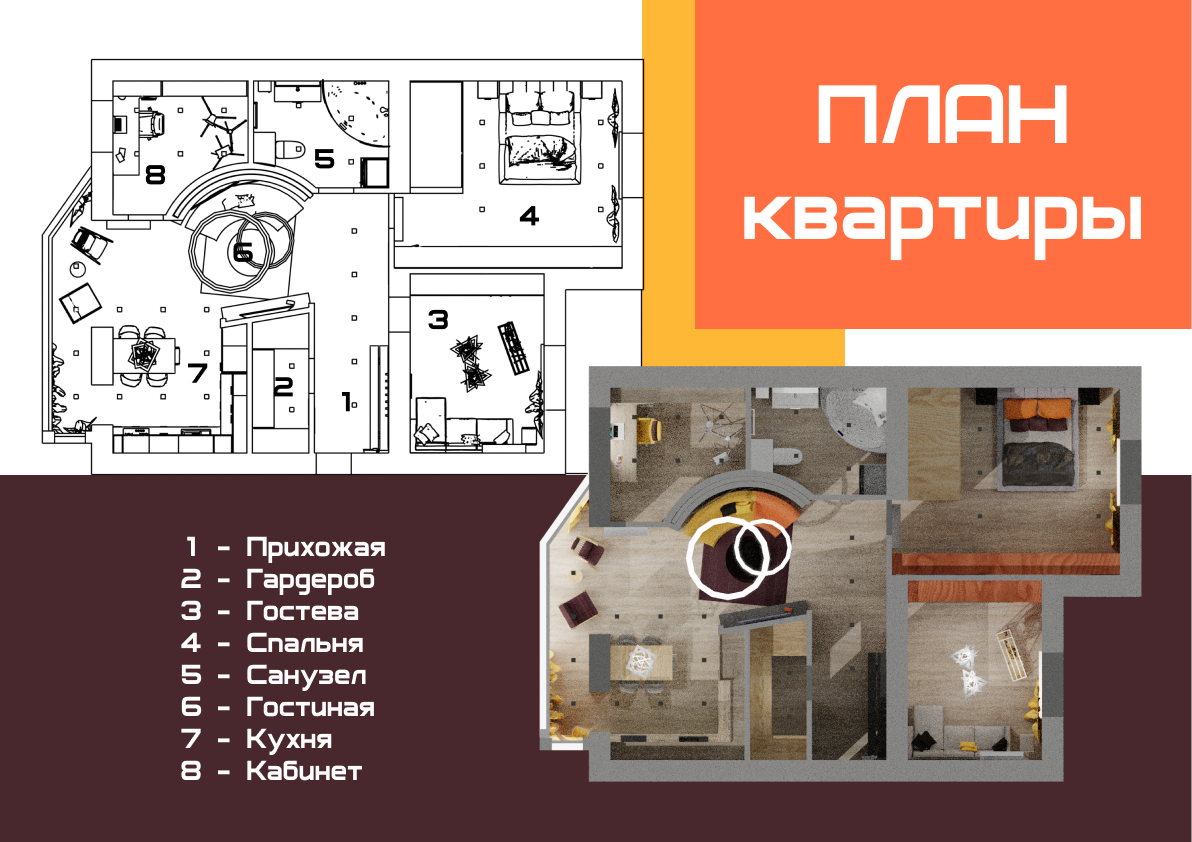 ПЛАН
квартиры
8
5
4
6
3
7
2
1
1 - Прихожая
2 - Гардероб
3 - Гостева
4 - Спальня
5 - Санузел
6 - Гостиная
7 - Кухня
8 - Кабинет